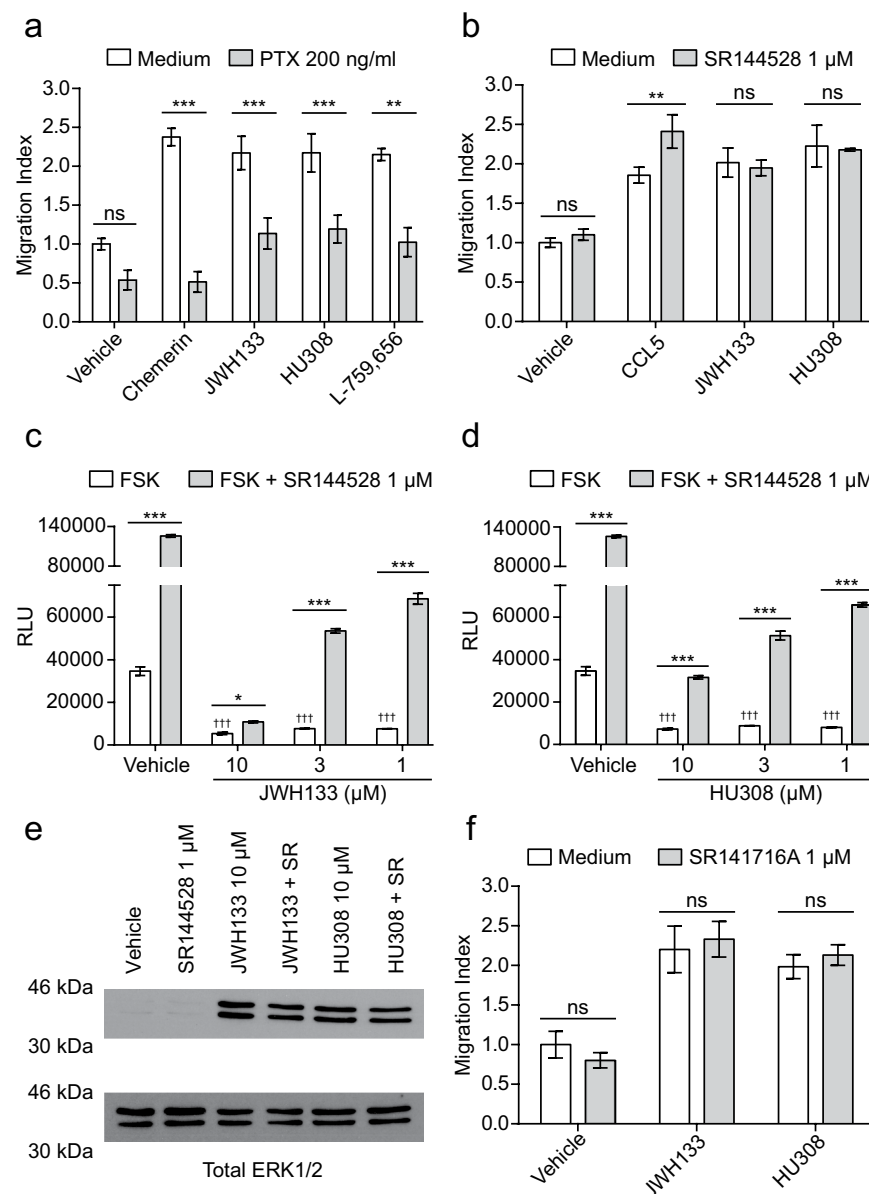 a
Medium PTX 200 ng/ml
Migration Index
3.0
2.5
2.0
1.5
1.0
0.5
0.0
ns *** *** *** **
Vehicle Chemerin JWH133 HU308 L-759,656
b
Medium SR144528 1 µM
Migration Index
3.0
2.5
2.0
1.5
1.0
0.5
0.0
ns ** ns ns
Vehicle CCL5 JWH133 HU308
c
FSK FSK + SR144528 1 µM
RLU
140000
80000
60000
40000
20000
0
*** * *** ***
††† ††† †††
Vehicle 10 3 1
JWH133 (µM)
d
FSK FSK + SR144528 1 µM
RLU
140000
80000
60000
40000
20000
0
*** *** *** ***
††† ††† †††
Vehicle 10 3 1
HU308 (µM)
e
Vehicle
SR144528 1 µM
JWH133 10 µM
JWH133 + SR
HU308 10 µM
HU308 + SR
46 kDa
30 kDa
46 kDa
30 kDa
Total ERK1/2
f
Medium SR141716A 1 µM
Migration Index
3.0
2.5
2.0
1.5
1.0
0.5
0.0
ns ns ns
Vehicle JWH133 HU308